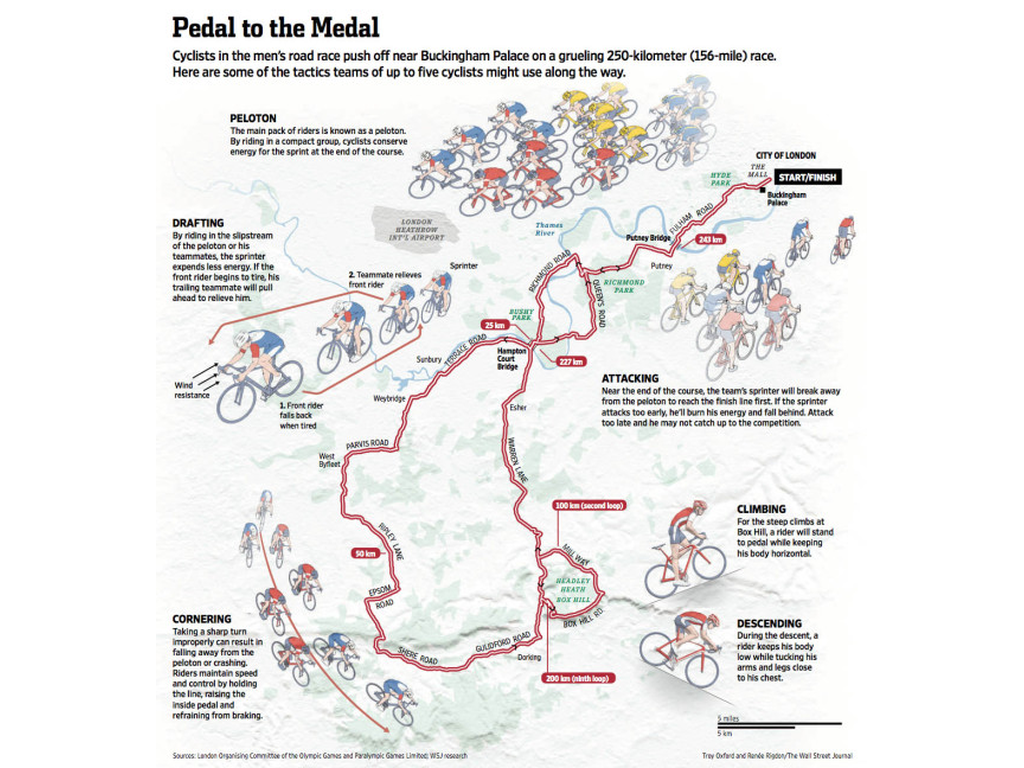 Pedal to the Medal
Cyclists in the men's road race push off near Buckingham Palace on a grueling 250-kilometer (156-mile) race.
Here are some of the tactics teams of up to five cyclists might use along the way.
PELOTON
The main pack of riders is known as a peloton.
By riding in a compact group, cyclists conserve
energy for the sprint at the end of the course.
CITY OF LONDON
THE
MALL
START/FINISH
HYDE
PARK
Buckingham
Palace
FULHAM ROAD
Putney Bridge
243 km
Putney
LONDON
HEATHROW
INT'L AIRPORT
Thames
River
DRAFTING
By riding in the slipstream
of the peloton or his
teammates, the sprinter
expends less energy. If the
front rider begins to tire, his
trailing teammate will pull
ahead to relieve him.
2. Teammate relieves
front rider
Sprinter
Wind
resistance
1. Front rider
falls back
when tired
RICHMOND ROAD
RICHMOND
PARK
QUEEN'S ROAD
BUSHY
PARK
25 km
Hampton
Court
Bridge
227 km
TERRACE ROAD
Sunbury
Weybridge
Esher
PARVIS ROAD
West
Byfleet
WARREN LANE
ATTACKING
Near the end of the course, the team's sprinter will break away
from the peloton to reach the finish line first. If the sprinter
attacks too early, he'll burn his energy and fall behind. Attack
too late and he may not catch up to the competition.
100 km (second loop)
RIPLEY LANE
50 km
MILL WAY
HEADLEY
HEATH
BOX HILL
BOX HILL RD.
EPSOM
ROAD
SHERE ROAD
GUILDFORD ROAD
Dorking
200 km (ninth loop)
CLIMBING
For the steep climbs at
Box Hill, a rider will stand
to pedal while keeping
his body horizontal.
CORNERING
Taking a sharp turn
improperly can result in
falling away from the
peloton or crashing.
Riders maintain speed
and control by holding
the line, raising the
inside pedal and
refraining from braking.
DESCENDING
During the descent, a
rider keeps his body
low while tucking his
arms and legs close
to his chest.
5 miles
5 km
Sources: London Organising Committee of the Olympic Games and Paralympic Games Limited; WSJ research
Troy Oxford and Renée Rigdon/The Wall Street Journal